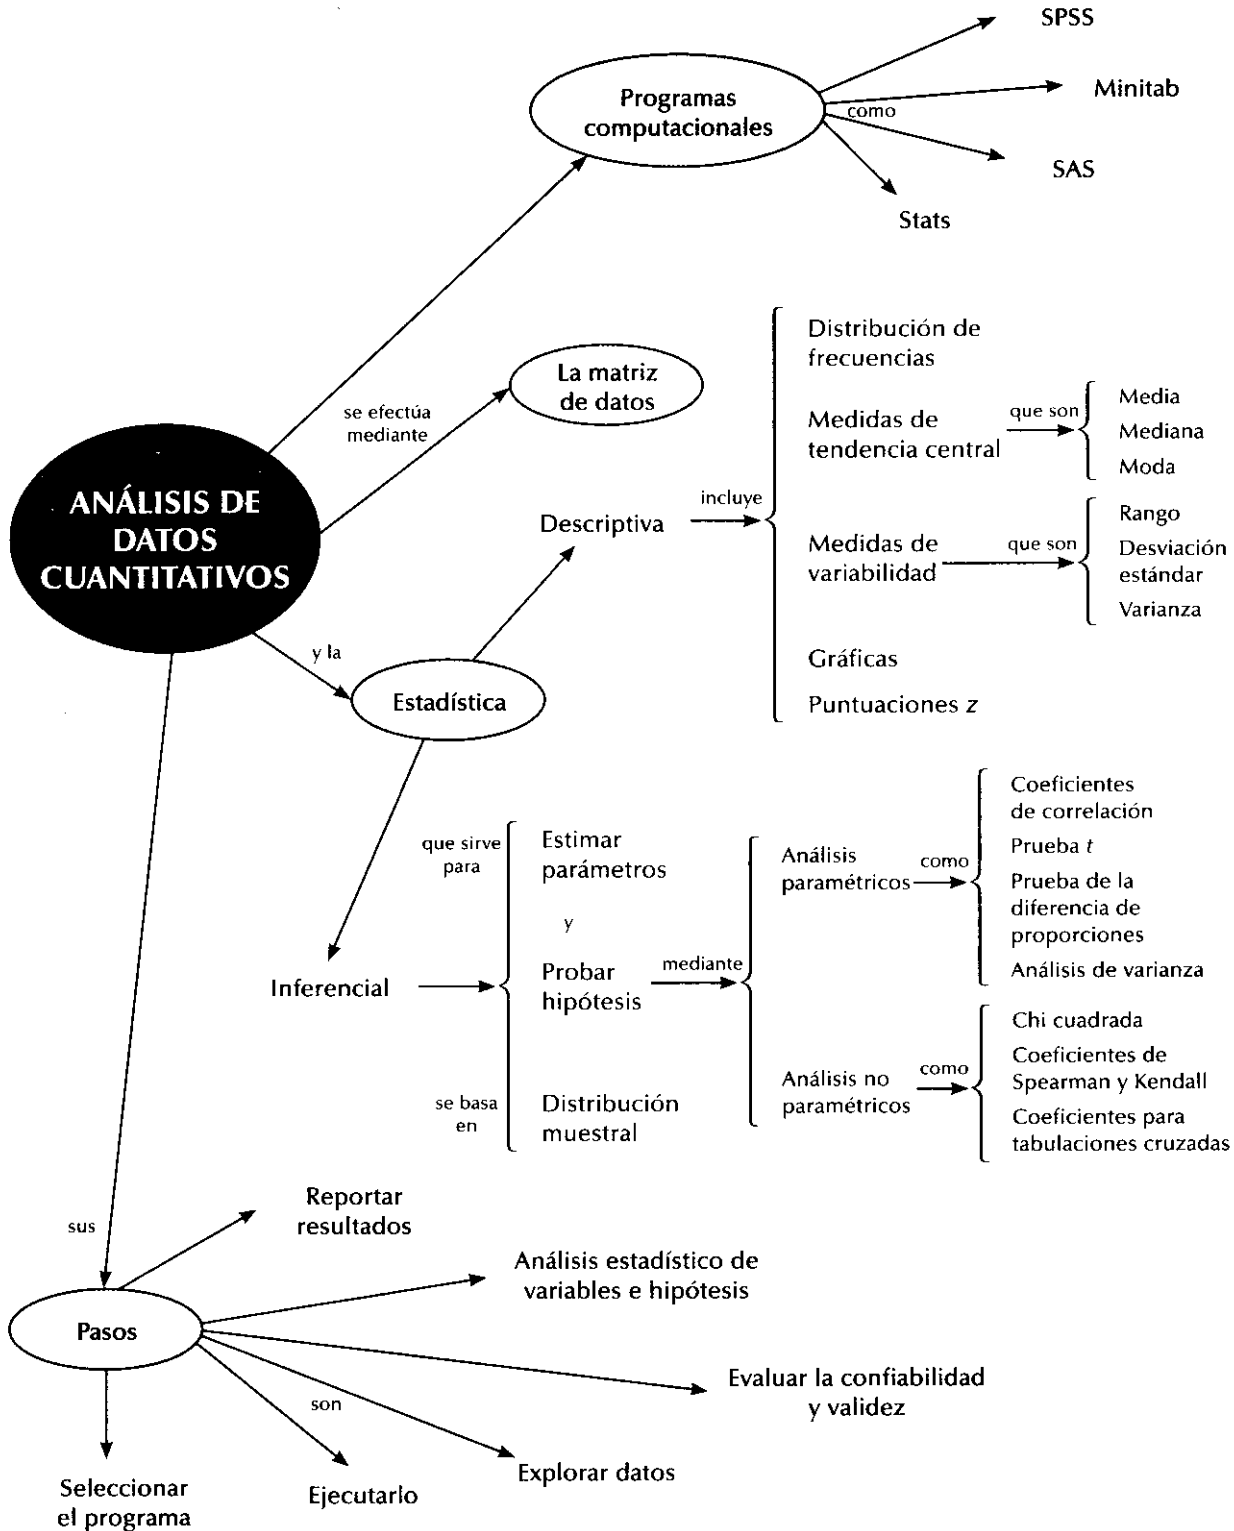 SPSS
Programas
computacionales
como
Minitab
SAS
Stats
se efectúa
mediante
La matriz
de datos
ANÁLISIS DE
DATOS
CUANTITATIVOS
y la
Estadística
Descriptiva
incluye
Distribución de
frecuencias
Medidas de
tendencia central
que son
Media
Mediana
Moda
Medidas de
variabilidad
que son
Rango
Desviación
estándar
Varianza
Gráficas
Puntuaciones z
Inferencial
que sirve
para
Estimar
parámetros
y
Probar
hipótesis
se basa
en
Distribución
muestral
mediante
Análisis
paramétricos
como
Coeficientes
de correlación
Prueba t
Prueba de la
diferencia de
proporciones
Análisis de varianza
Análisis no
paramétricos
como
Chi cuadrada
Coeficientes de
Spearman y Kendall
Coeficientes para
tabulaciones cruzadas
sus
Pasos
Reportar
resultados
Análisis estadístico de
variables e hipótesis
Evaluar la confiabilidad
y validez
son
Explorar datos
Ejecutarlo
Seleccionar
el programa